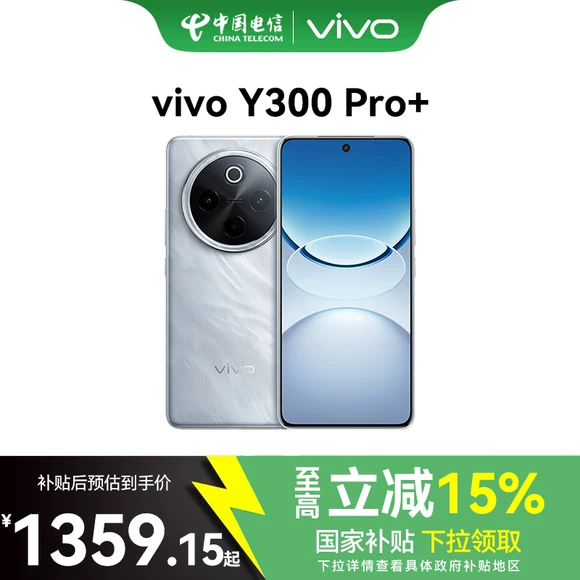 中国电信 vivo
CHINA TELECOM
vivo Y300 Pro+
vivo
补贴后预估到手价
¥1359.15起
至高立减15%
国家补贴 下拉领取
下拉详情查看具体政府补贴地区